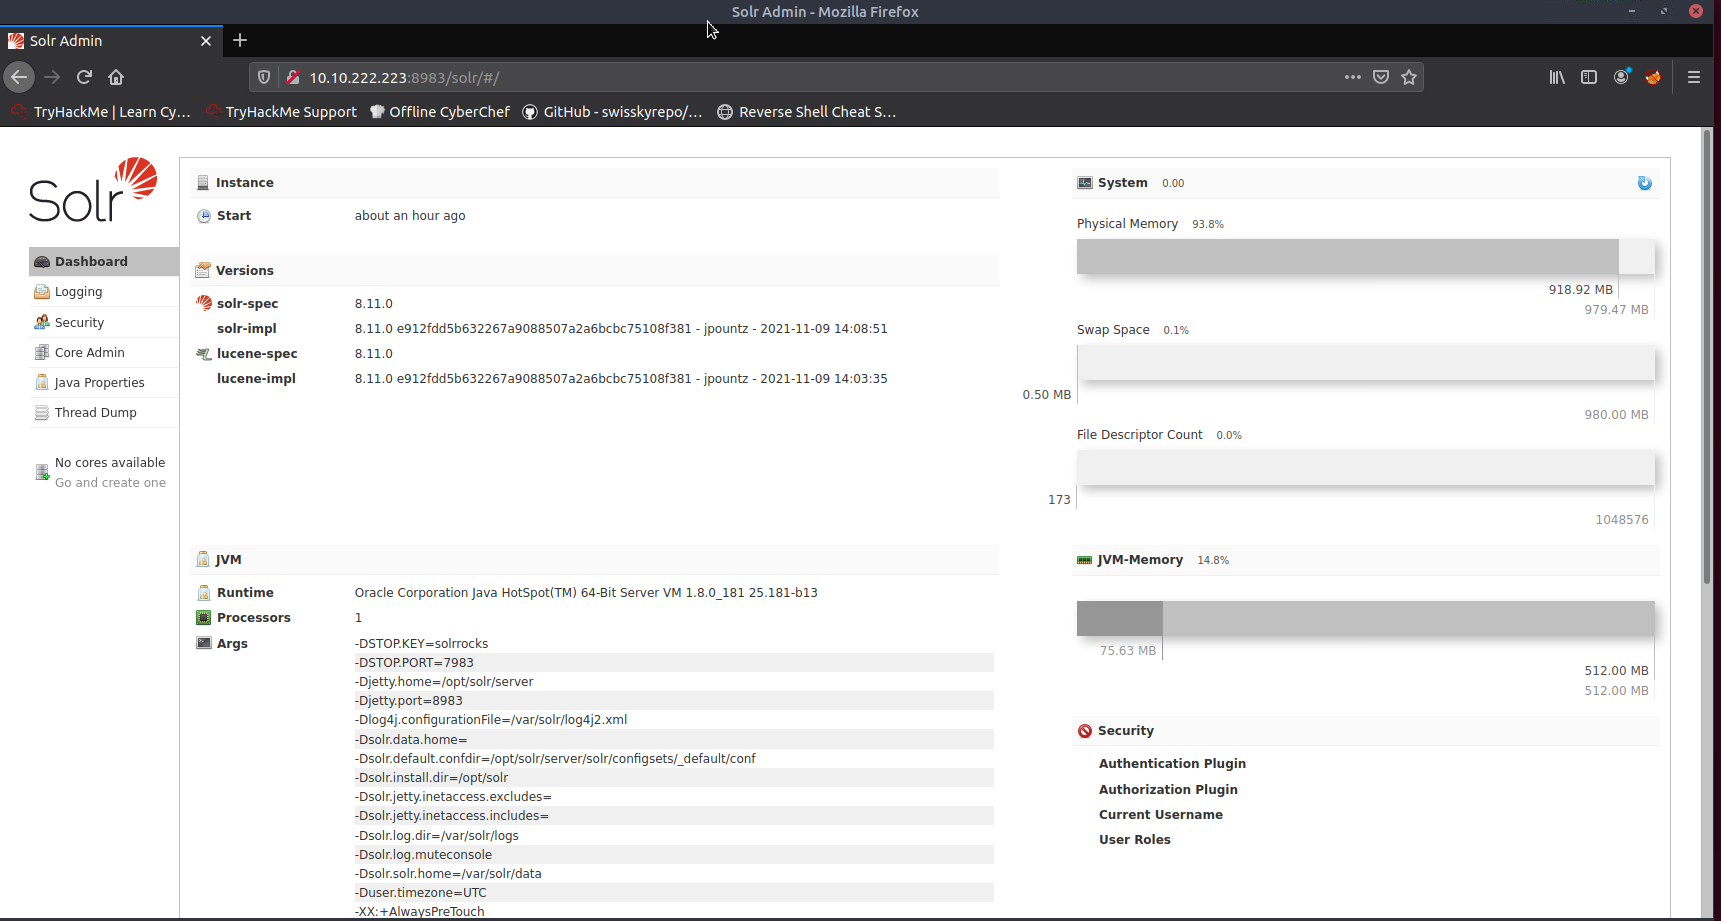 Solr Admin - Mozilla Firefox
Solr Admin
10.10.222.223:8983/solr/#/
TryHackMe | Learn Cy… TryHackMe Support Offline CyberChef GitHub - swisskyrepo/… Reverse Shell Cheat S…
Solr
Dashboard
Logging
Security
Core Admin
Java Properties
Thread Dump
No cores available
Go and create one
Instance
Start about an hour ago
Versions
solr-spec 8.11.0
solr-impl 8.11.0 e912fdd5b632267a9088507a2a6bcbc75108f381 - jpountz - 2021-11-09 14:08:51
lucene-spec 8.11.0
lucene-impl 8.11.0 e912fdd5b632267a9088507a2a6bcbc75108f381 - jpountz - 2021-11-09 14:03:35
JVM
Runtime Oracle Corporation Java HotSpot(TM) 64-Bit Server VM 1.8.0_181 25.181-b13
Processors 1
Args -DSTOP.KEY=solrrocks
-DSTOP.PORT=7983
-Djetty.home=/opt/solr/server
-Djetty.port=8983
-Dlog4j.configurationFile=/var/solr/log4j2.xml
-Dsolr.data.home=
-Dsolr.default.confdir=/opt/solr/server/solr/configsets/_default/conf
-Dsolr.install.dir=/opt/solr
-Dsolr.jetty.inetaccess.excludes=
-Dsolr.jetty.inetaccess.includes=
-Dsolr.log.dir=/var/solr/logs
-Dsolr.log.muteconsole
-Dsolr.solr.home=/var/solr/data
-Duser.timezone=UTC
-XX:+AlwaysPreTouch
System 0.00
Physical Memory 93.8%
918.92 MB
979.47 MB
Swap Space 0.1%
0.50 MB
980.00 MB
File Descriptor Count 0.0%
173
1048576
JVM-Memory 14.8%
75.63 MB
512.00 MB
512.00 MB
Security
Authentication Plugin
Authorization Plugin
Current Username
User Roles